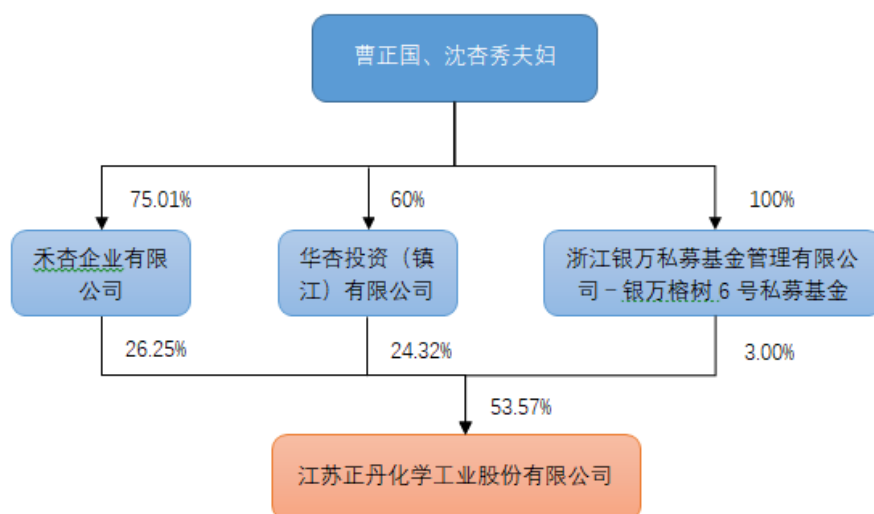 曹正国、沈杏秀夫妇
75.01%
60%
100%
禾杏企业有限
公司
华杏投资（镇
江）有限公司
浙江银万私募基金管理有限公
司－银万榕树 6 号私募基金
26.25%
24.32%
3.00%
53.57%
江苏正丹化学工业股份有限公司